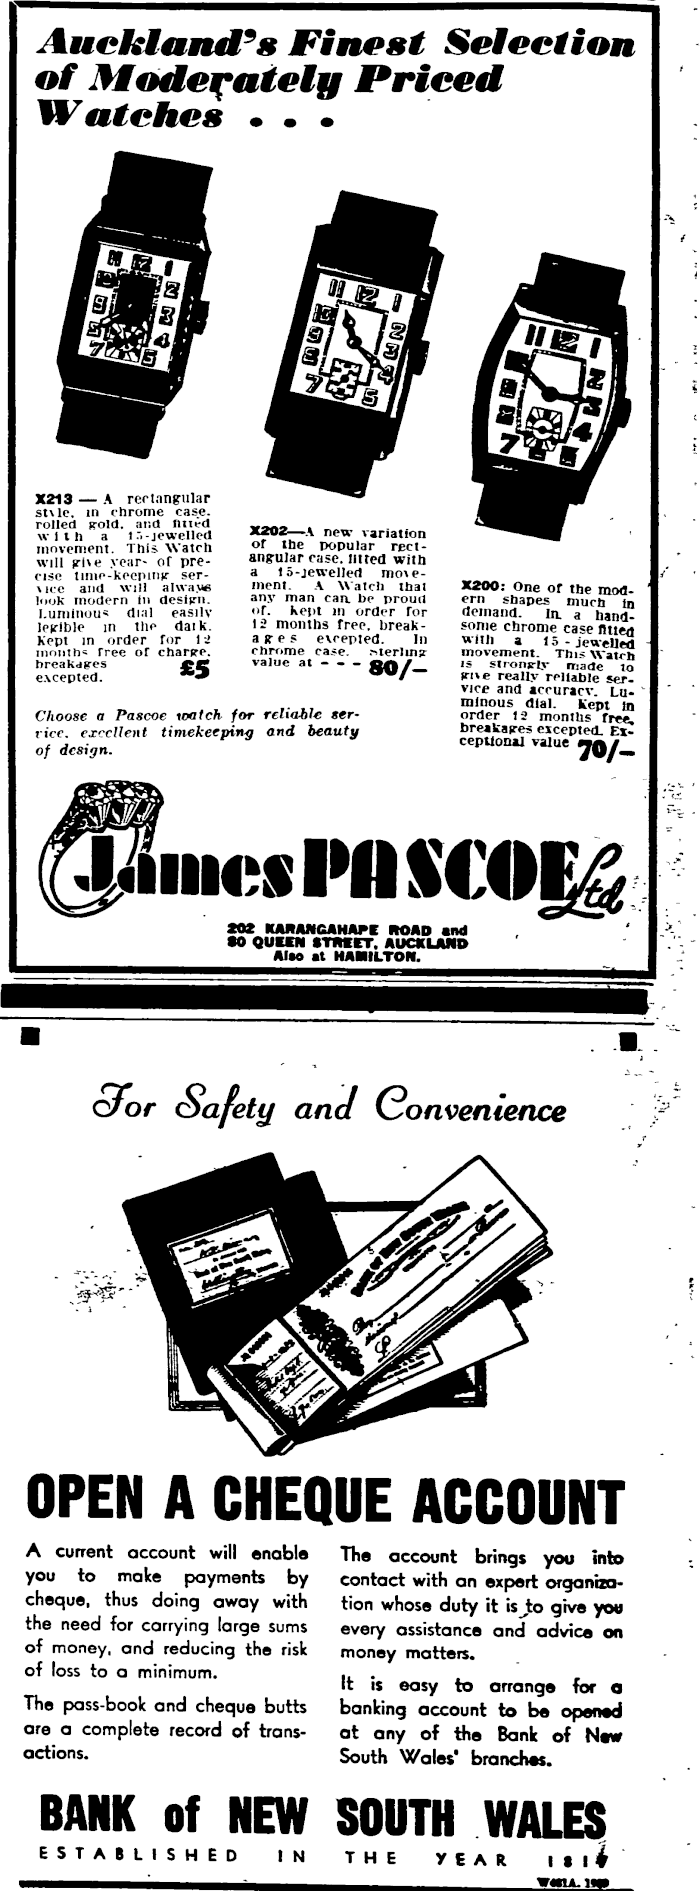 Auckland's Finest Selection
of Moderately Priced
Watches . . .
X213 — A rectangular
style, in chrome case,
rolled gold, and fitted
with a 15-jewelled
movement. This Watch
will give years of pre-
cise time-keeping ser-
vice and will always
look modern in design.
Luminous dial easily
legible in the dark.
Kept in order for 12
months free of charge,
breakages
excepted. £5
X202—A new variation
of the popular rect-
angular case, fitted with
a 15-jewelled move-
ment. A Watch that
any man can be proud
of. Kept in order for
12 months free, break-
ages excepted. In
chrome case. Sterling
value at - - - 80/-
X200: One of the mod-
ern shapes much in
demand. In a hand-
some chrome case fitted
with a 15-jewelled
movement. This Watch
is strongly made to
give really reliable ser-
vice and accuracy. Lu-
minous dial. Kept in
order 12 months free,
breakages excepted. Ex-
ceptional value 70/-
Choose a Pascoe watch for reliable ser-
vice, excellent timekeeping and beauty
of design.
James PASCOE Ltd
202 KARANGAHAPE ROAD and
80 QUEEN STREET, AUCKLAND
Also at HAMILTON.
For Safety and Convenience
BANK OF NEW SOUTH WALES
OPEN A CHEQUE ACCOUNT
A current account will enable
you to make payments by
cheque, thus doing away with
the need for carrying large sums
of money, and reducing the risk
of loss to a minimum.
The pass-book and cheque butts
are a complete record of trans-
actions.
The account brings you into
contact with an expert organiza-
tion whose duty it is to give you
every assistance and advice on
money matters.
It is easy to arrange for a
banking account to be opened
at any of the Bank of New
South Wales' branches.
BANK of NEW SOUTH WALES
ESTABLISHED IN THE YEAR 1817